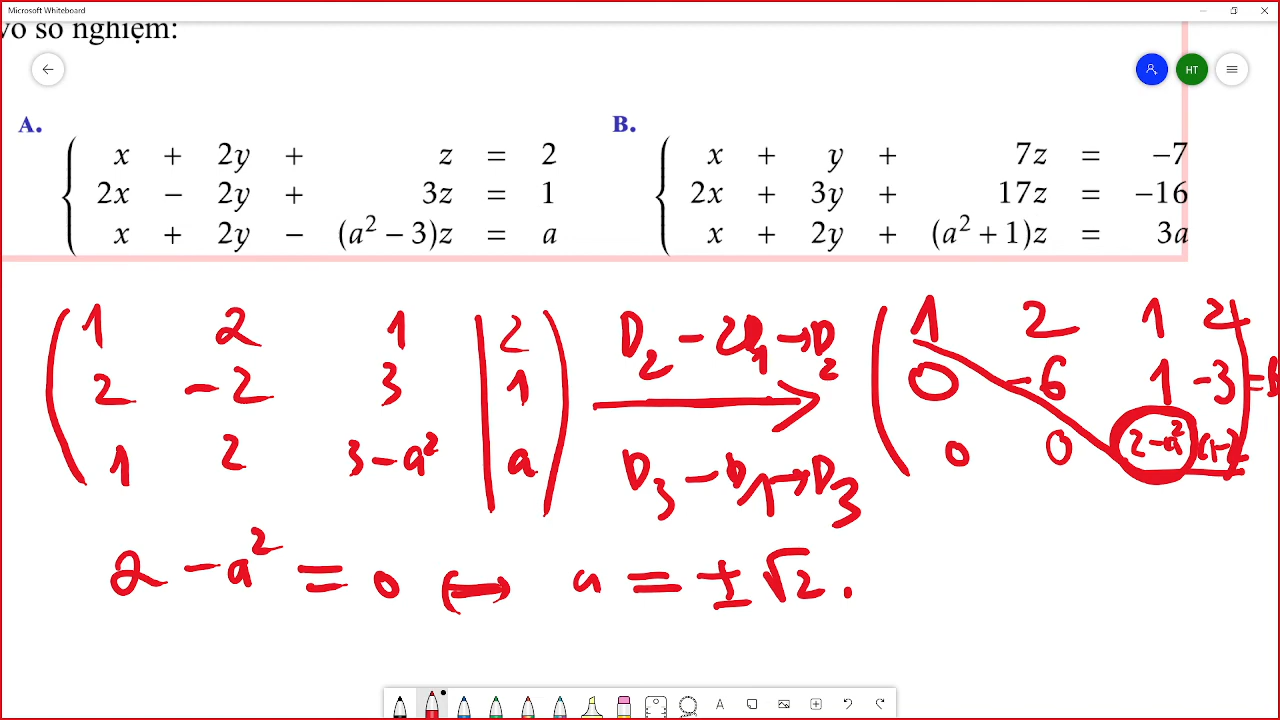 Microsoft Whiteboard
vô số nghiệm:
HT
A.
x + 2y + z = 2
2x − 2y + 3z = 1
x + 2y − (a² − 3)z = a
B.
x + y + 7z = −7
2x + 3y + 17z = −16
x + 2y + (a² + 1)z = 3a
1 2 1 | 2
2 −2 3 | 1
1 2 3 − a² | a
D₂ − 2D₁ → D₂
D₃ − D₁ → D₃
1 2 1 2
0 −6 1 −3 =
0 0 2−a² a−2
2 − a² = 0 ↔ a = ± √2 .
A